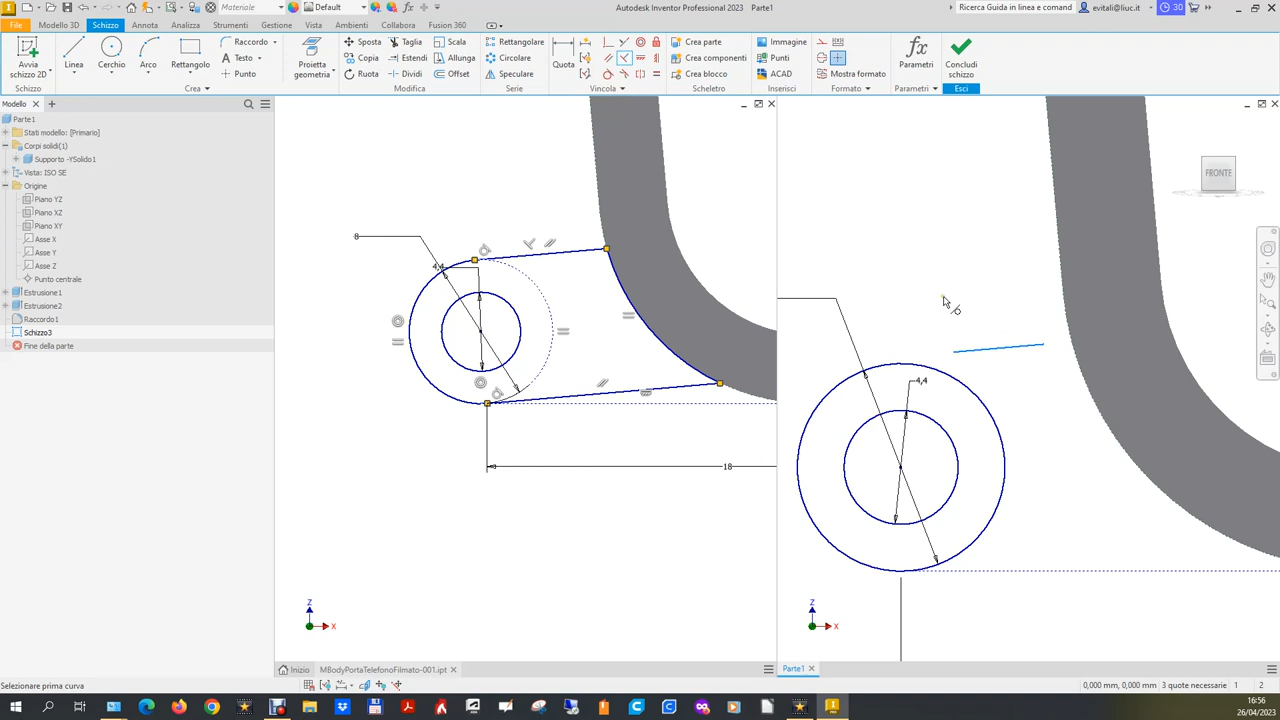 Materiale
Default
Autodesk Inventor Professional 2023 Parte1
Ricerca Guida in linea e comand
evitali@liuc.it
30
File
Modello 3D
Schizzo
Annota
Analizza
Strumenti
Gestione
Vista
Ambienti
Collabora
Fusion 360
Avvia
schizzo 2D
Linea
Cerchio
Arco
Rettangolo
Raccordo
Testo
Punto
Proietta
geometria
Sposta
Copia
Ruota
Taglia
Estendi
Dividi
Scala
Allunga
Offset
Rettangolare
Circolare
Speculare
Quota
Crea parte
Crea componenti
Crea blocco
Immagine
Punti
ACAD
Mostra formato
Parametri
Concludi
schizzo
Schizzo
Crea
Modifica
Serie
Vincola
Scheletro
Inserisci
Formato
Parametri
Esci
Modello
Parte1
Stati modello: [Primario]
Corpi solidi(1)
Supporto -YSolido1
Vista: ISO SE
Origine
Piano YZ
Piano XZ
Piano XY
Asse X
Asse Y
Asse Z
Punto centrale
Estrusione1
Estrusione2
Raccordo1
Schizzo3
Fine della parte
8
4,4
18
Z
X
FRONTE
4,4
8
Z
X
Inizio
MBodyPortaTelefonoFilmato-001.ipt
Parte1
Selezionare prima curva
0,000 mm, 0,000 mm
3 quote necessarie
1
2
16:56
26/04/2023